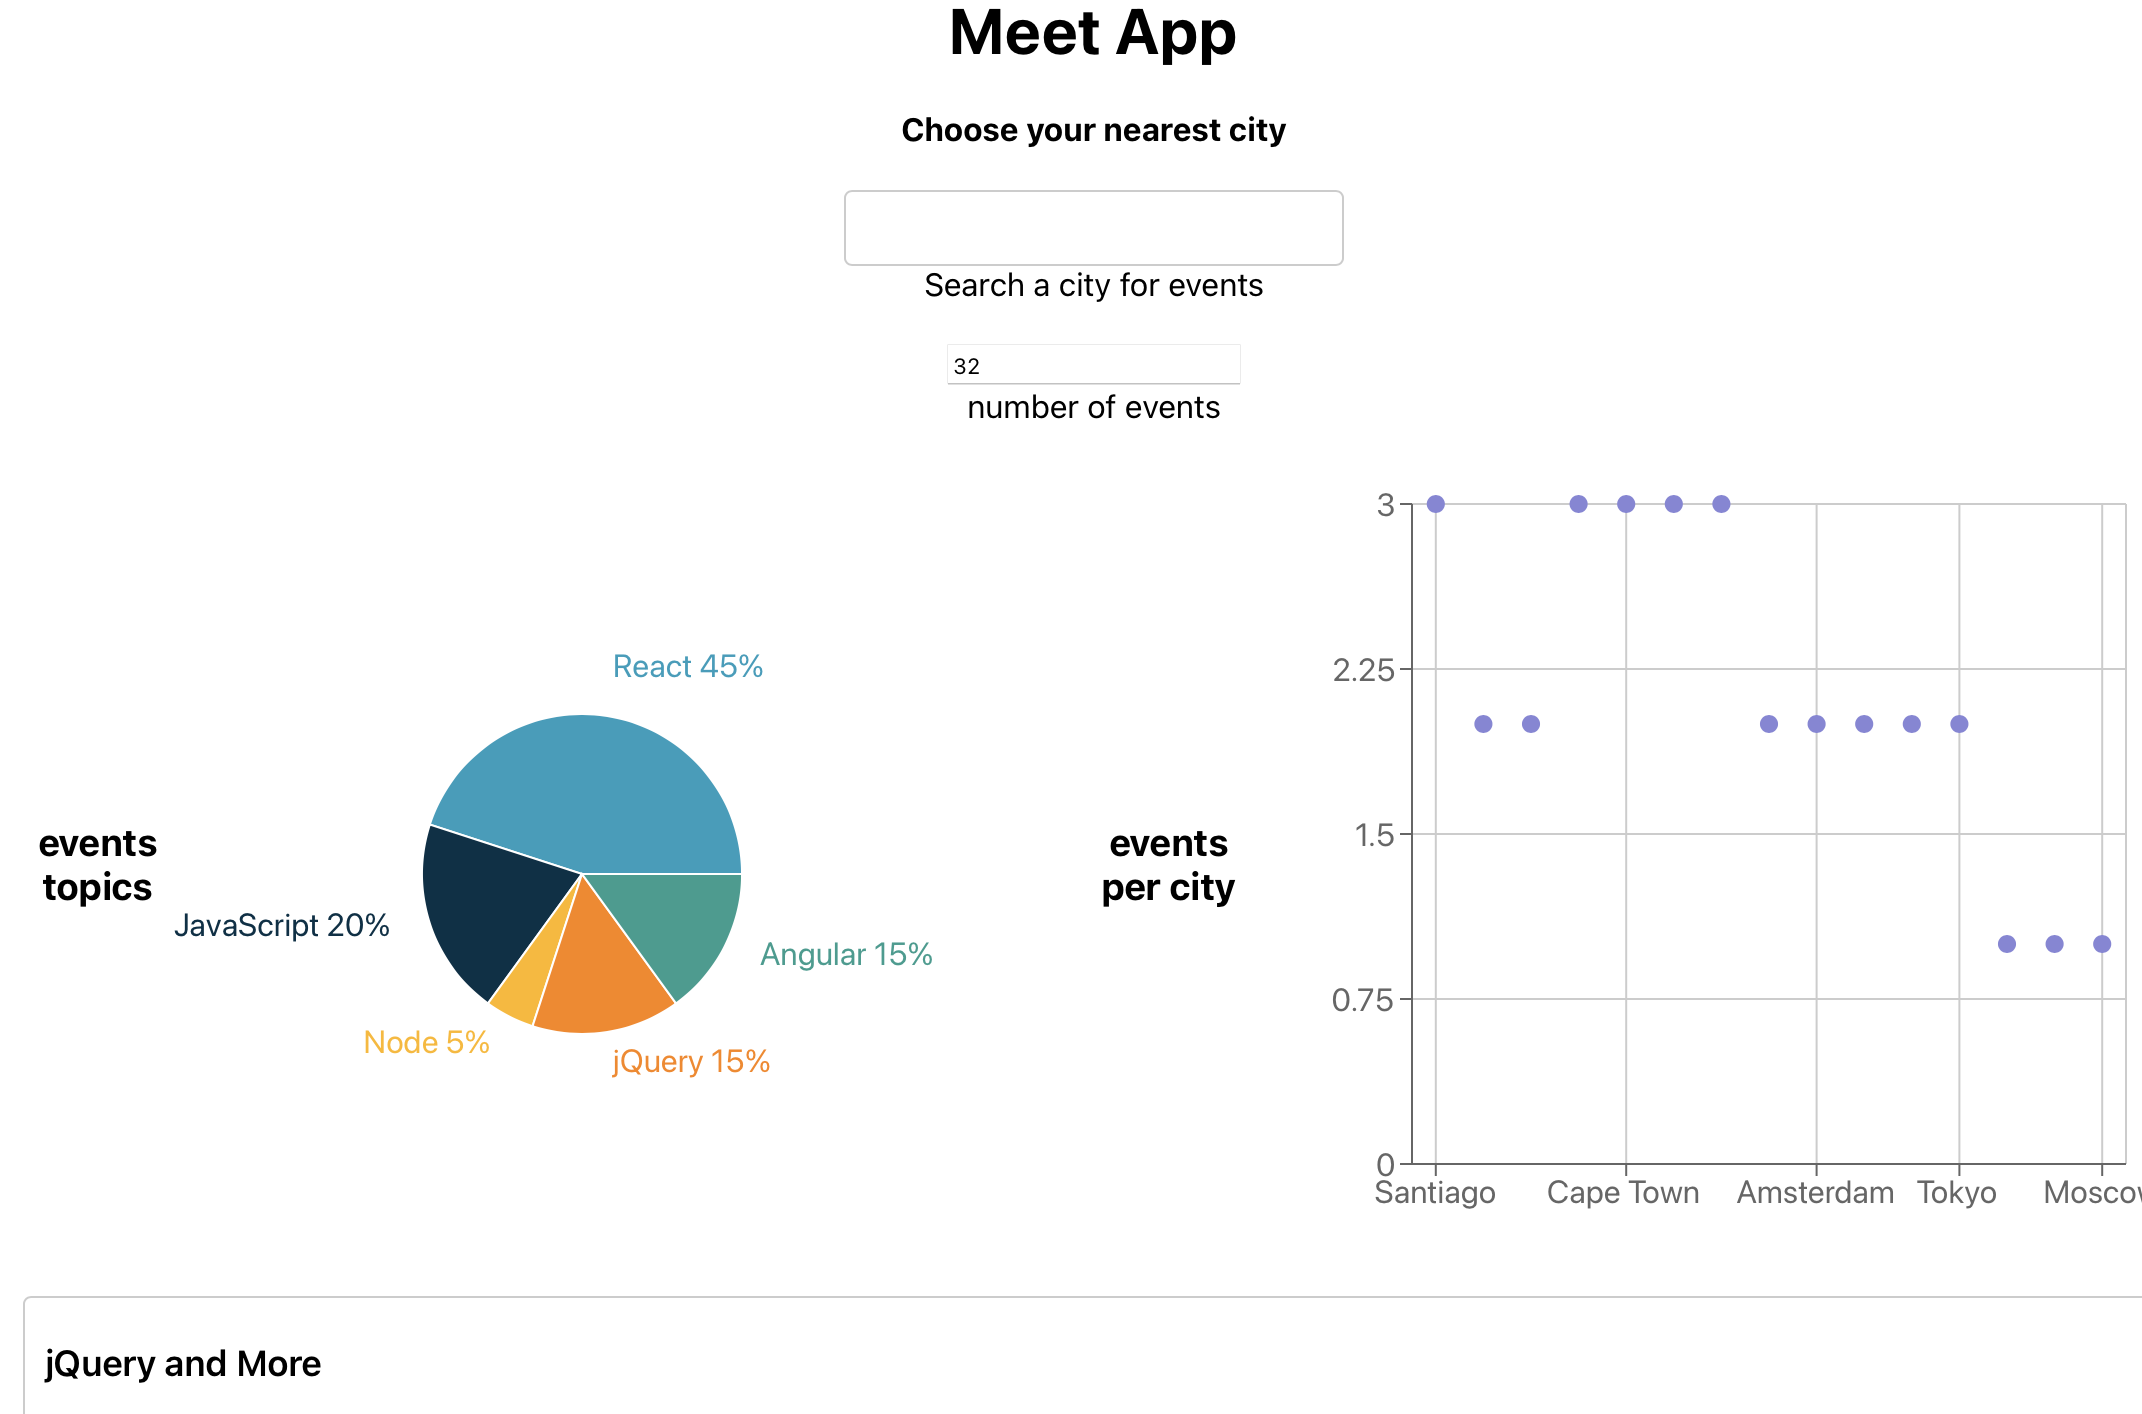 Meet App
Choose your nearest city
Search a city for events
32
number of events
events
topics
React 45%
JavaScript 20%
Angular 15%
Node 5%
jQuery 15%
events
per city
3
2.25
1.5
0.75
0
Santiago
Cape Town
Amsterdam
Tokyo
Moscow
jQuery and More